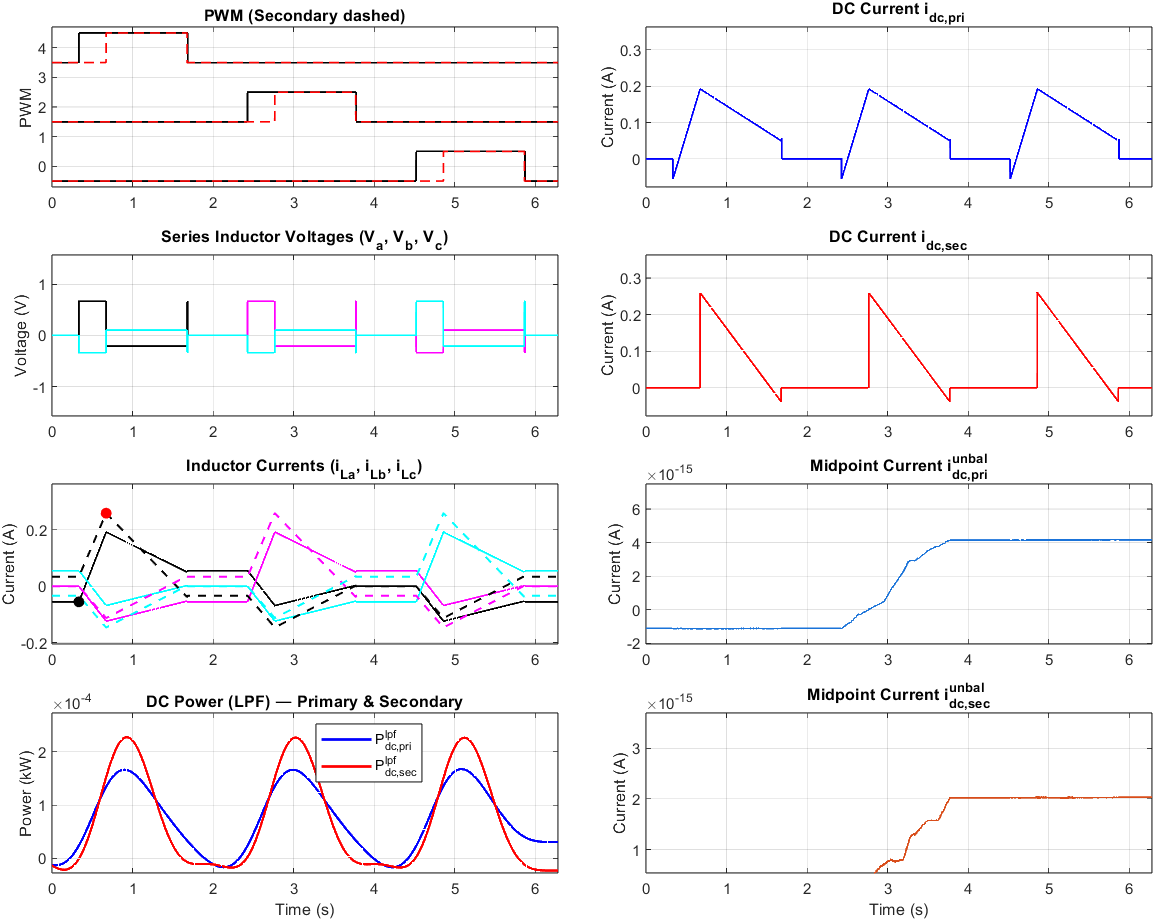 PWM (Secondary dashed)
PWM
4
3
2
1
0
0 1 2 3 4 5 6
DC Current i_dc,pri
Current (A)
0.3
0.2
0.1
0
0 1 2 3 4 5 6
Series Inductor Voltages (V_a, V_b, V_c)
Voltage (V)
1
0
-1
0 1 2 3 4 5 6
DC Current i_dc,sec
Current (A)
0.3
0.2
0.1
0
0 1 2 3 4 5 6
Inductor Currents (i_La, i_Lb, i_Lc)
Current (A)
0.2
0
-0.2
0 1 2 3 4 5 6
Midpoint Current i^unbal_dc,pri
×10^-15
Current (A)
6
4
2
0
-2
0 1 2 3 4 5 6
DC Power (LPF) — Primary & Secondary
×10^-4
Power (kW)
2
1
0
P^lpf_dc,pri
P^lpf_dc,sec
0 1 2 3 4 5 6
Time (s)
Midpoint Current i^unbal_dc,sec
×10^-15
Current (A)
3
2
1
0 1 2 3 4 5 6
Time (s)